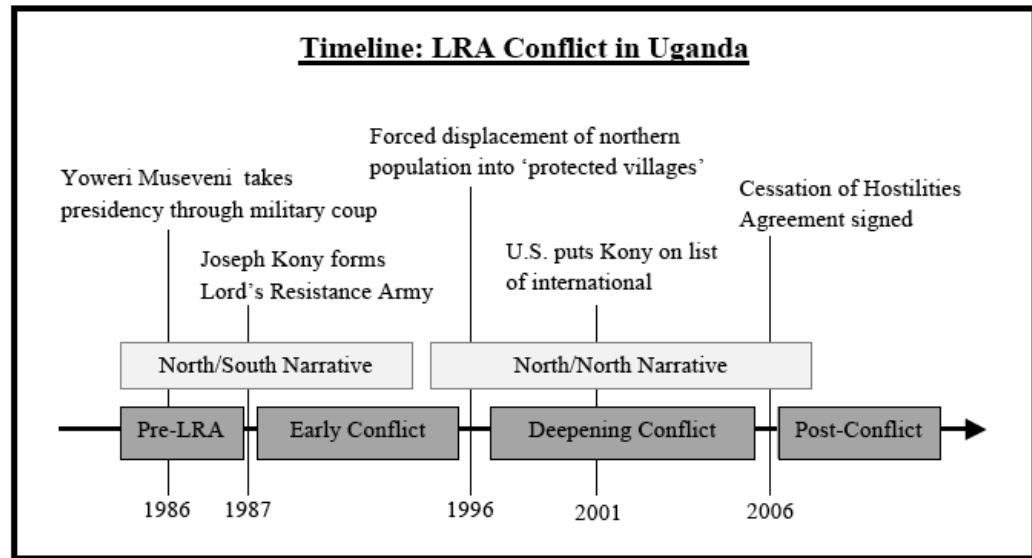 Timeline: LRA Conflict in Uganda
Forced displacement of northern
population into ‘protected villages’
Yoweri Museveni takes
presidency through military coup
Cessation of Hostilities
Agreement signed
Joseph Kony forms
Lord’s Resistance Army
U.S. puts Kony on list
of international
North/South Narrative
North/North Narrative
Pre-LRA
Early Conflict
Deepening Conflict
Post-Conflict
1986
1987
1996
2001
2006